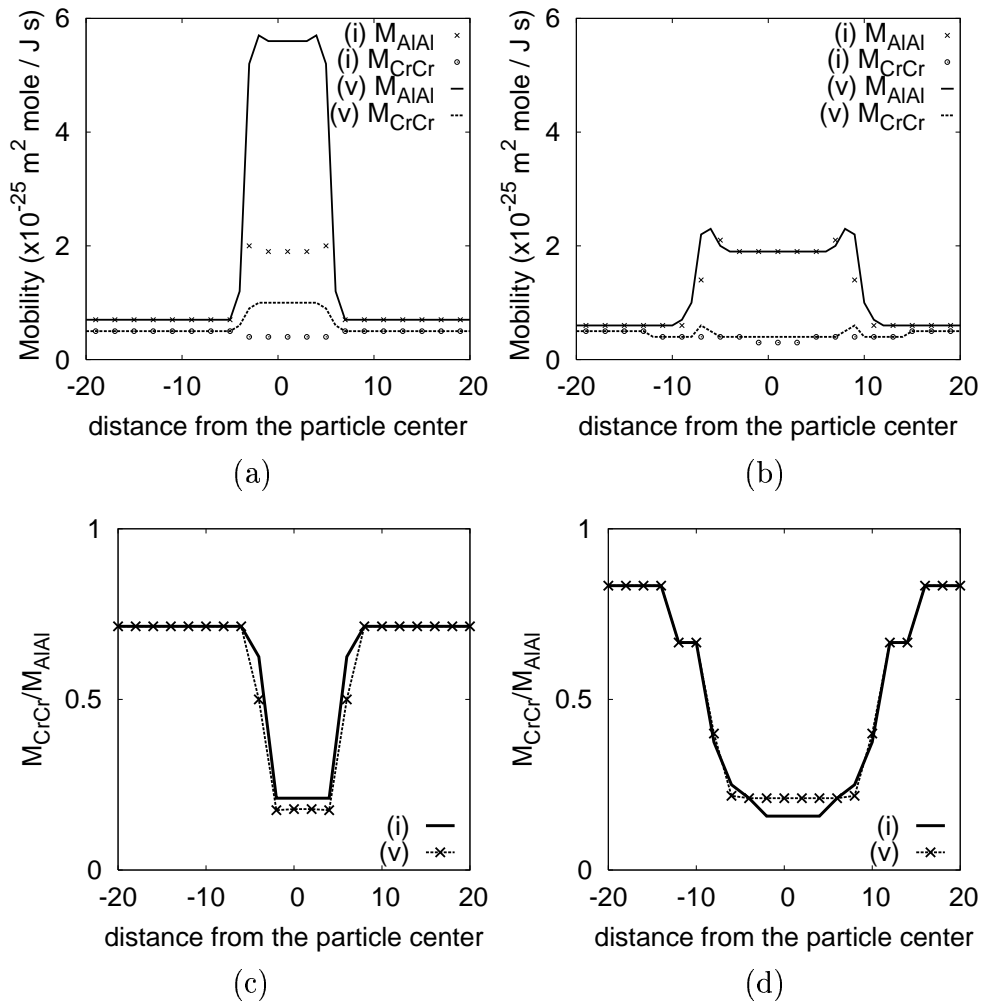 Mobility (x10^-25 m^2 mole / J s)
6
4
2
0
-20 -10 0 10 20
distance from the particle center
(i) M_AlAl
(i) M_CrCr
(v) M_AlAl
(v) M_CrCr
(a)
Mobility (x10^-25 m^2 mole / J s)
6
4
2
0
-20 -10 0 10 20
distance from the particle center
(i) M_AlAl
(i) M_CrCr
(v) M_AlAl
(v) M_CrCr
(b)
M_CrCr/M_AlAl
1
0.5
0
-20 -10 0 10 20
distance from the particle center
(i)
(v)
(c)
M_CrCr/M_AlAl
1
0.5
0
-20 -10 0 10 20
distance from the particle center
(i)
(v)
(d)